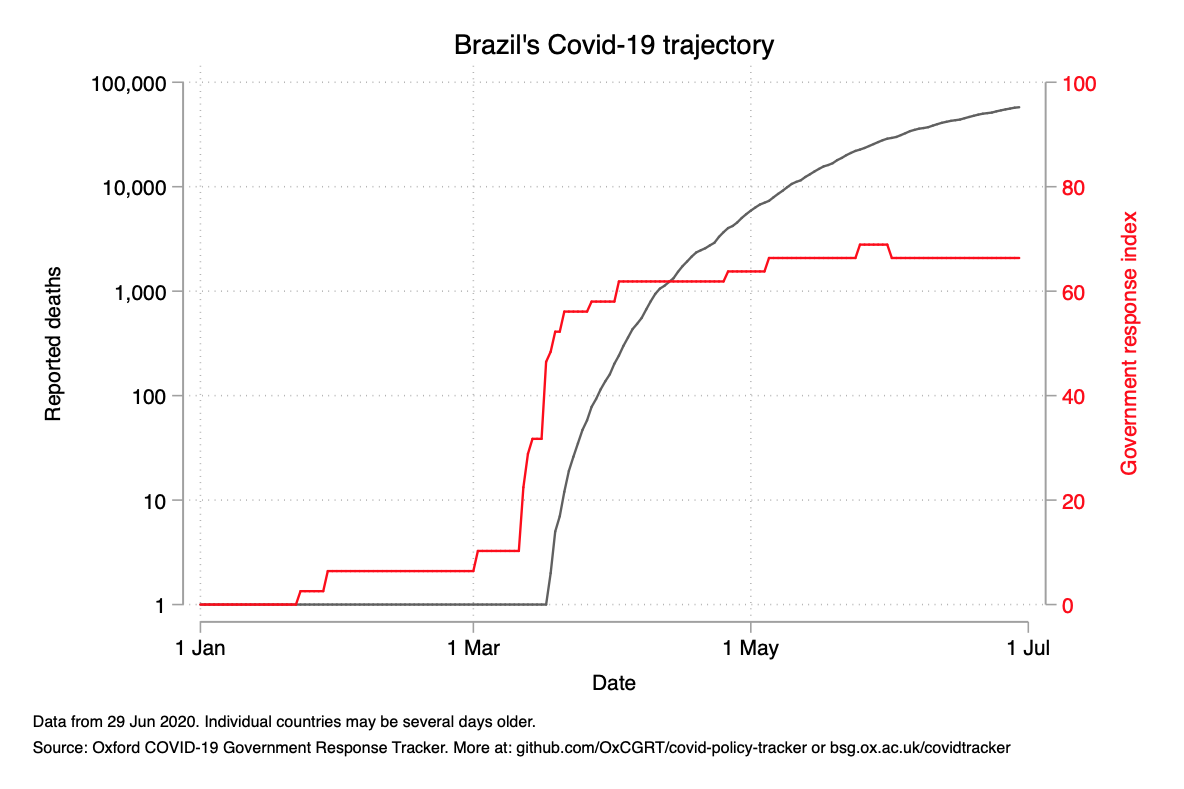 Brazil's Covid-19 trajectory
100,000
10,000
1,000
100
10
1
Reported deaths
100
80
60
40
20
0
Government response index
1 Jan
1 Mar
1 May
1 Jul
Date
Data from 29 Jun 2020. Individual countries may be several days older.
Source: Oxford COVID-19 Government Response Tracker. More at: github.com/OxCGRT/covid-policy-tracker or bsg.ox.ac.uk/covidtracker